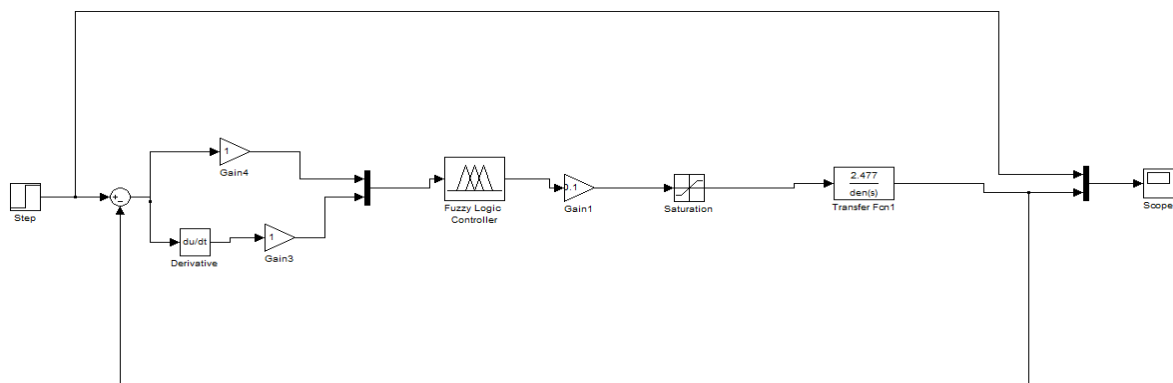 Step
+
−
1
Gain4
du/dt
Derivative
1
Gain3
Fuzzy Logic
Controller
0.1
Gain1
Saturation
2.477
den(s)
Transfer Fcn1
Scope